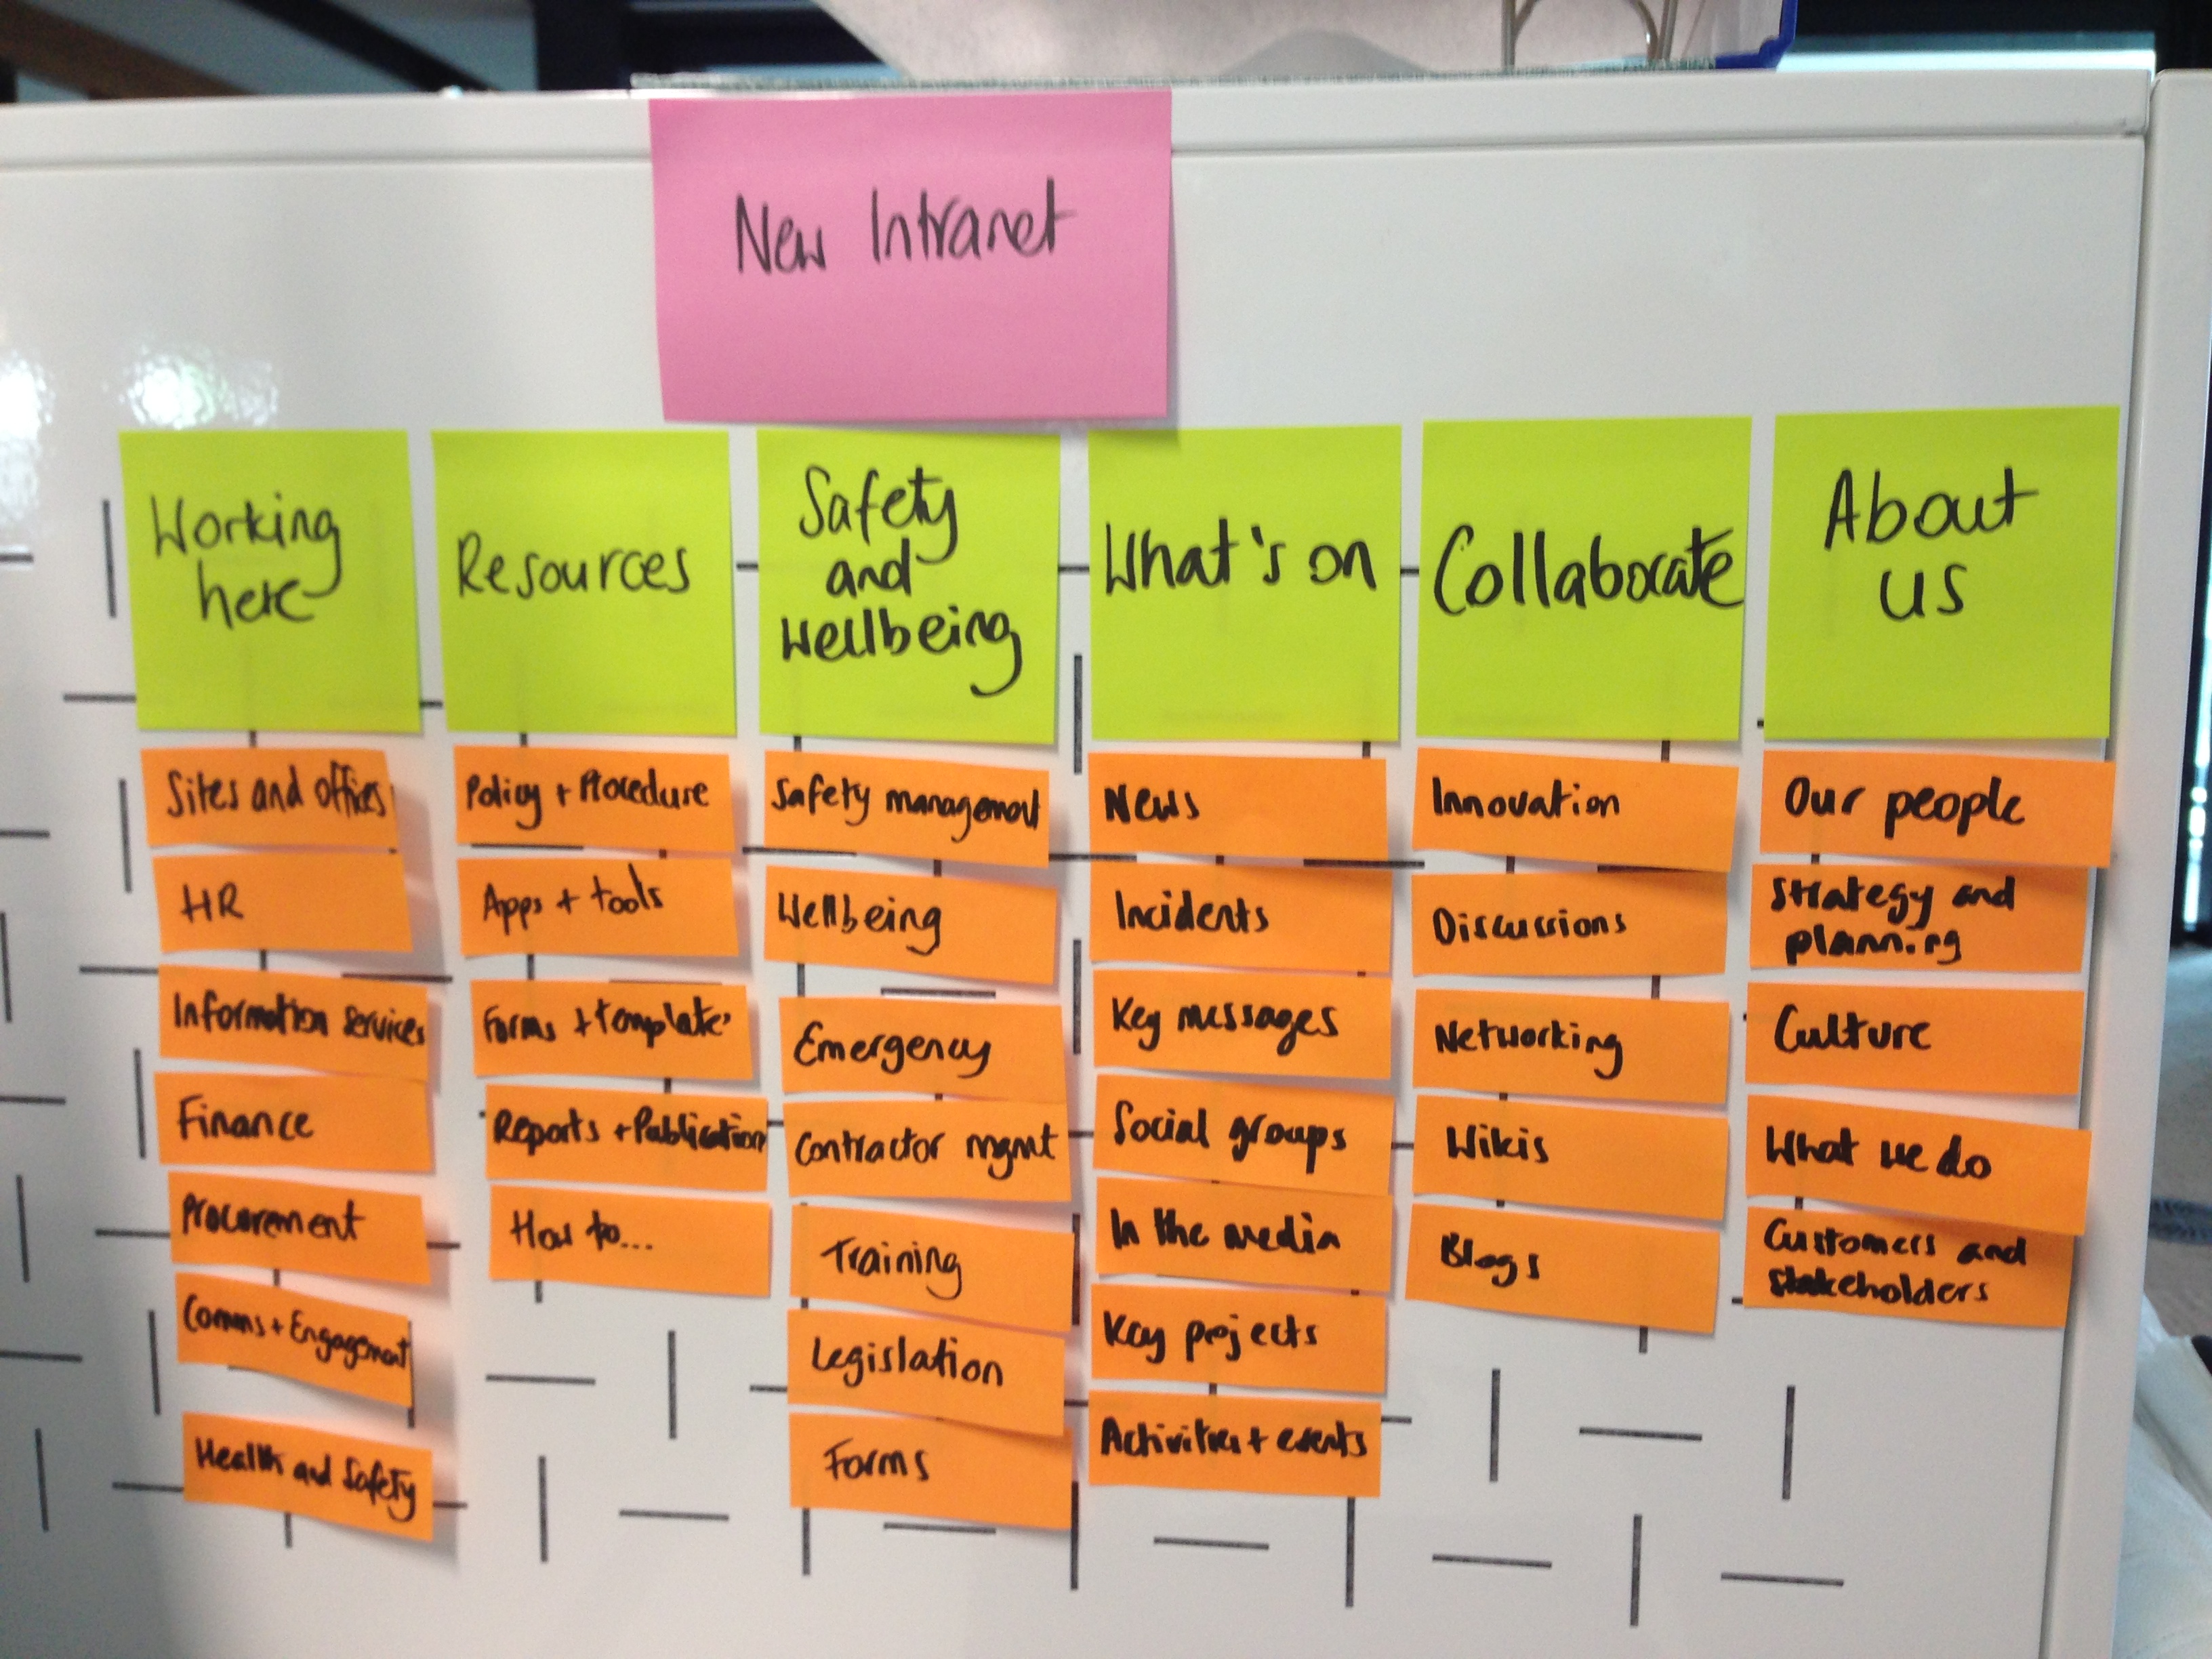 New Intranet
Working
here
Sites and offices
HR
Information Services
Finance
Procurement
Comms + Engagement
Health and Safety
Resources
Policy + Procedure
Apps + tools
Forms + templates
Reports + Publication
How to...
Safety
and
Wellbeing
Safety management
Wellbeing
Emergency
Contractor mgmt
Training
Legislation
Forms
What's on
News
Incidents
Key messages
Social groups
In the media
Key projects
Activities + events
Collaborate
Innovation
Discussions
Networking
Wikis
Blogs
About
us
Our people
Strategy and
planning
Culture
What we do
Customers and
stakeholders